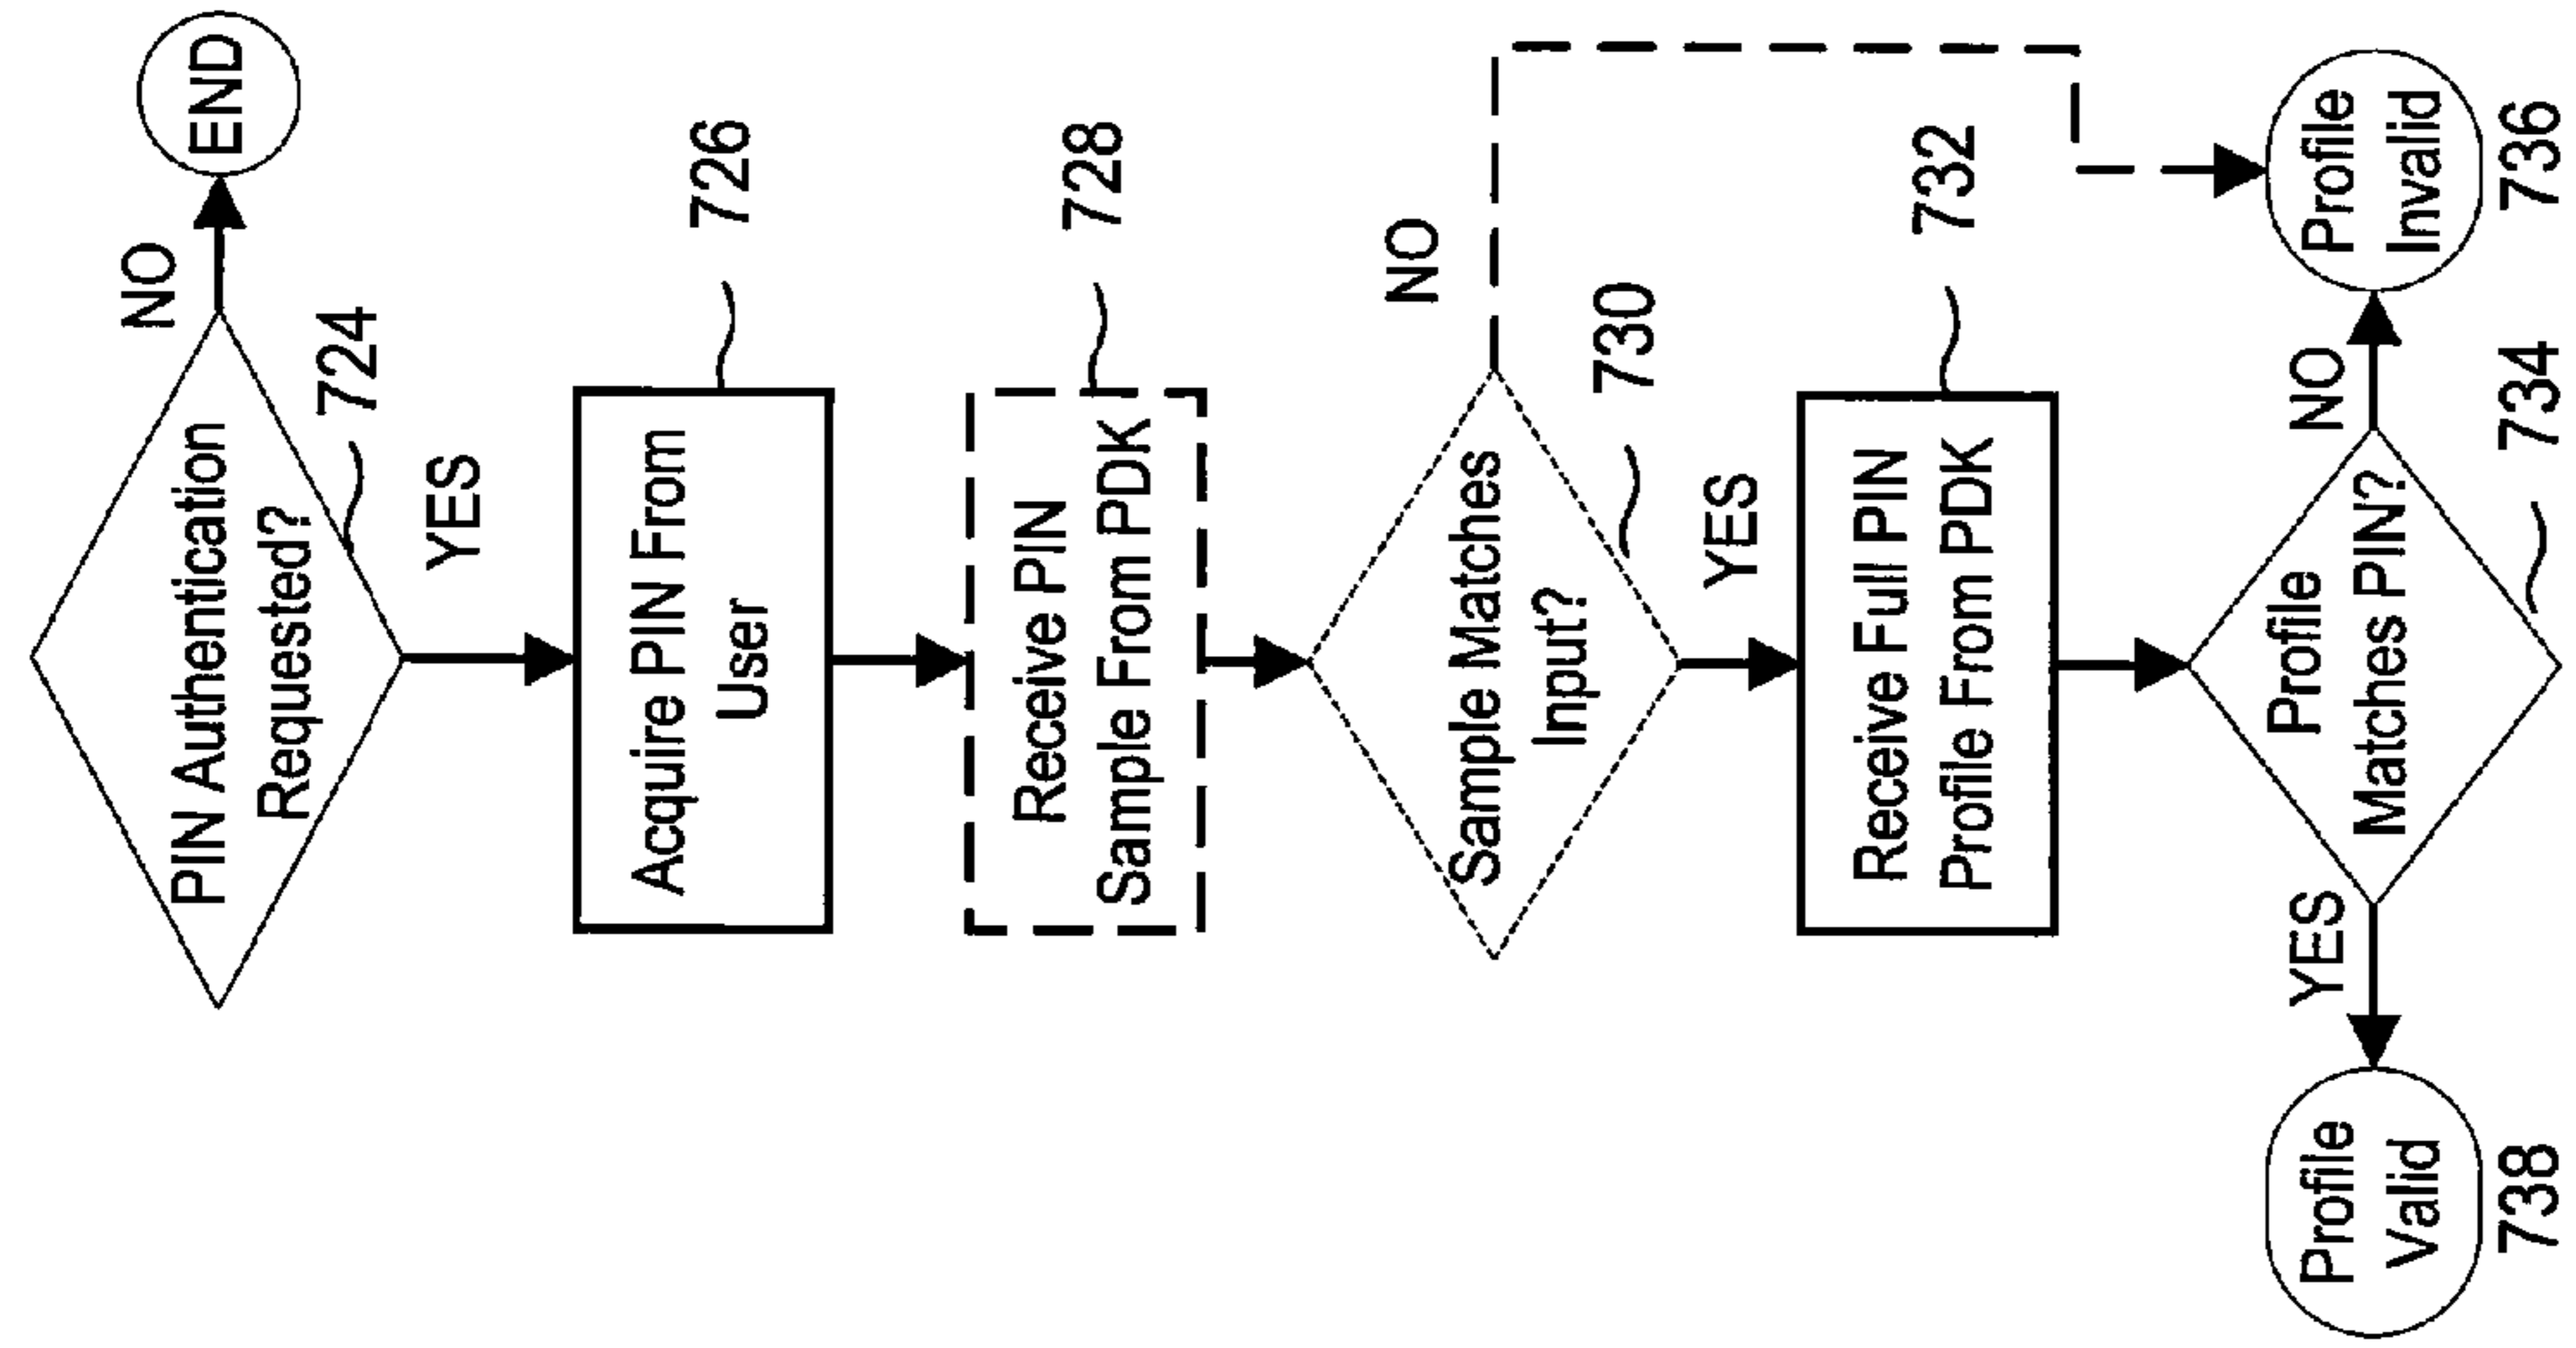 PIN Authentication
Requested?
724
NO
END
YES
Acquire PIN From
User
726
Receive PIN
Sample From PDK
728
Sample Matches
Input?
730
NO
YES
Receive Full PIN
Profile From PDK
732
Profile
Matches PIN?
734
YES
NO
Profile
Valid
738
Profile
Invalid
736